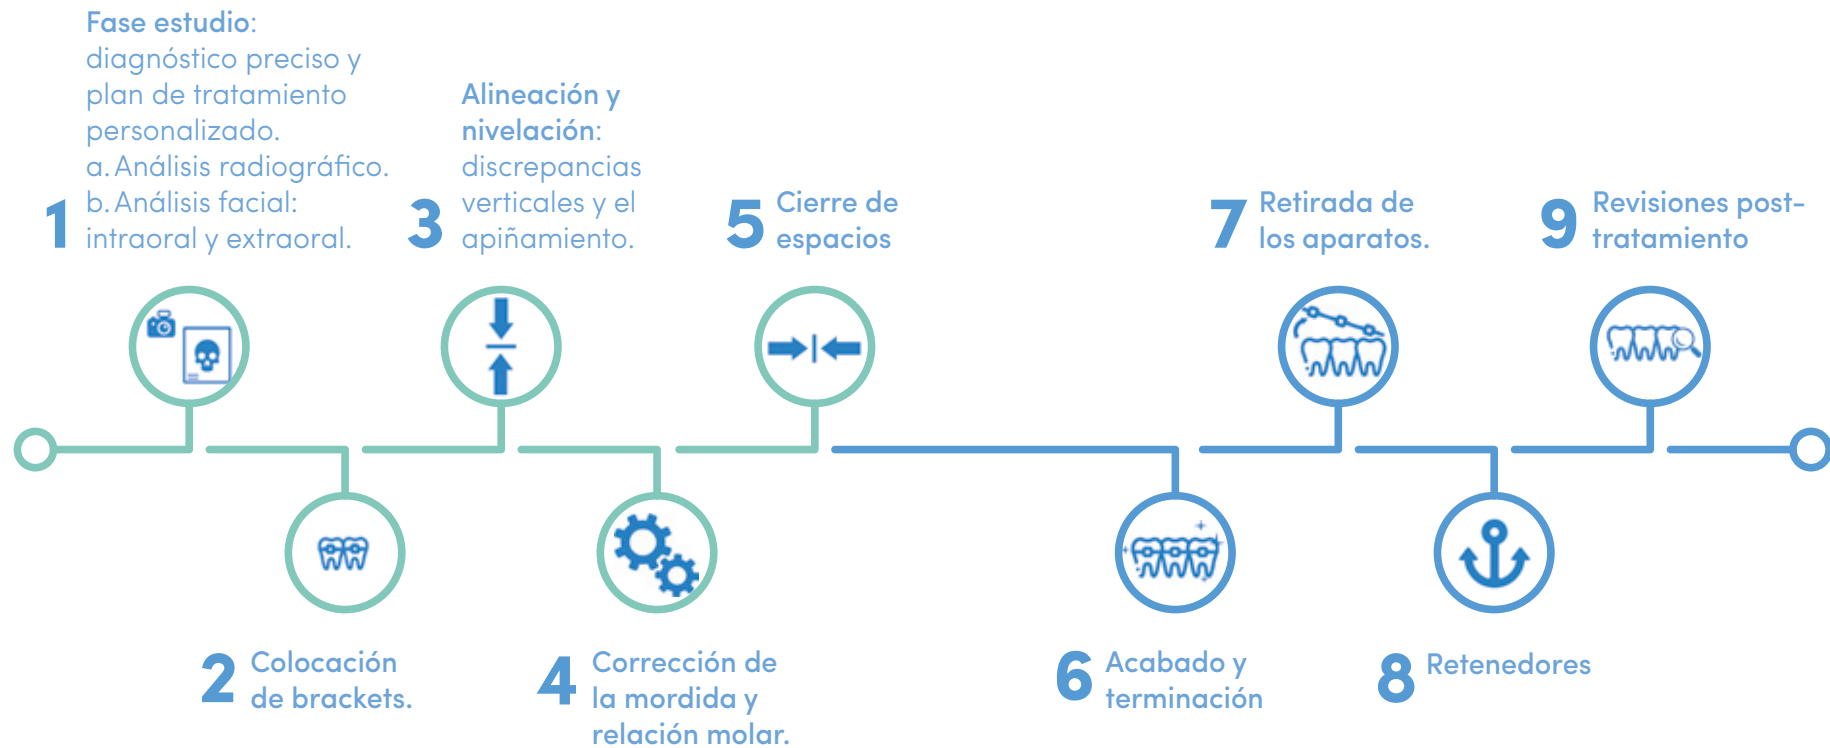 1
Fase estudio:
diagnóstico preciso y
plan de tratamiento
personalizado.
a. Análisis radiográfico.
b. Análisis facial:
intraoral y extraoral.
2
Colocación
de brackets.
3
Alineación y
nivelación:
discrepancias
verticales y el
apiñamiento.
4
Corrección de
la mordida y
relación molar.
5
Cierre de
espacios
6
Acabado y
terminación
7
Retirada de
los aparatos.
8
Retenedores
9
Revisiones post-
tratamiento